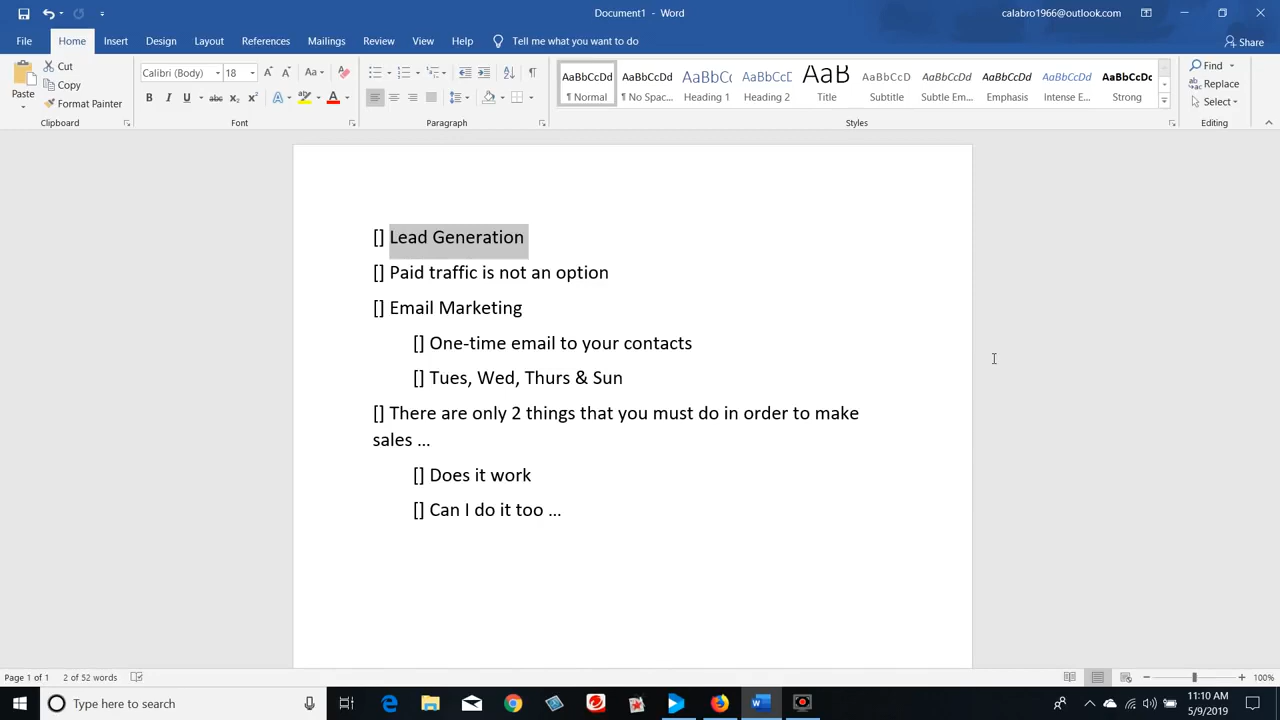 Document1 - Word
calabro1966@outlook.com
File Home Insert Design Layout References Mailings Review View Help Tell me what you want to do Share
Paste
Cut
Copy
Format Painter
Clipboard
Calibri (Body) 18
Font
Paragraph
AaBbCcDd AaBbCcDd AaBbCc AaBbCcD AaB AaBbCcDd AaBbCcDd AaBbCcDd AaBbCcDd AaBbCcDc
¶ Normal ¶ No Spac... Heading 1 Heading 2 Title Subtitle Subtle Em... Emphasis Intense E... Strong
Styles
Find
Replace
Select
Editing
[] Lead Generation
[] Paid traffic is not an option
[] Email Marketing
[] One-time email to your contacts
[] Tues, Wed, Thurs & Sun
[] There are only 2 things that you must do in order to make
sales ...
[] Does it work
[] Can I do it too ...
Page 1 of 1 2 of 52 words
100%
Type here to search
11:10 AM
5/9/2019